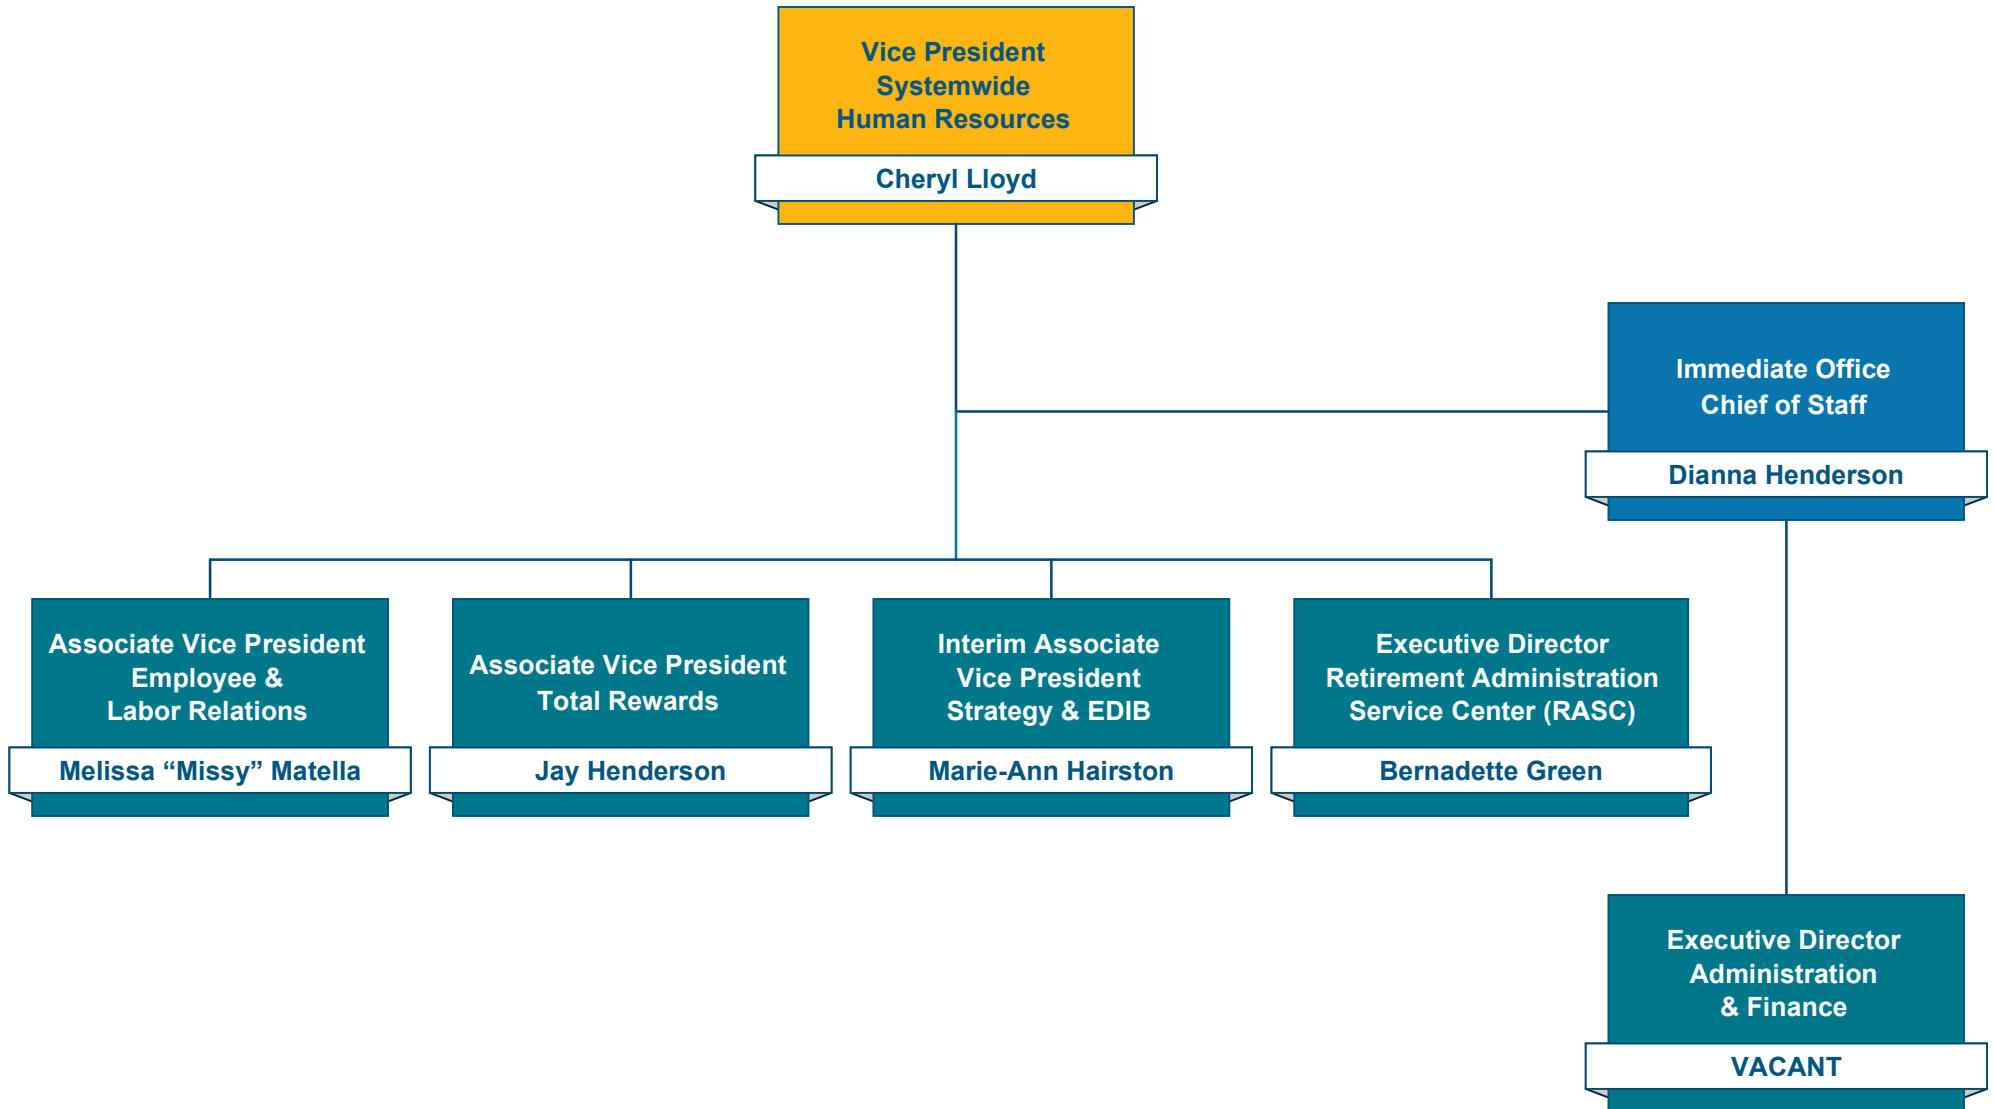 Vice President
Systemwide
Human Resources
Cheryl Lloyd
Immediate Office
Chief of Staff
Dianna Henderson
Associate Vice President
Employee &
Labor Relations
Melissa “Missy” Matella
Associate Vice President
Total Rewards
Jay Henderson
Interim Associate
Vice President
Strategy & EDIB
Marie-Ann Hairston
Executive Director
Retirement Administration
Service Center (RASC)
Bernadette Green
Executive Director
Administration
& Finance
VACANT